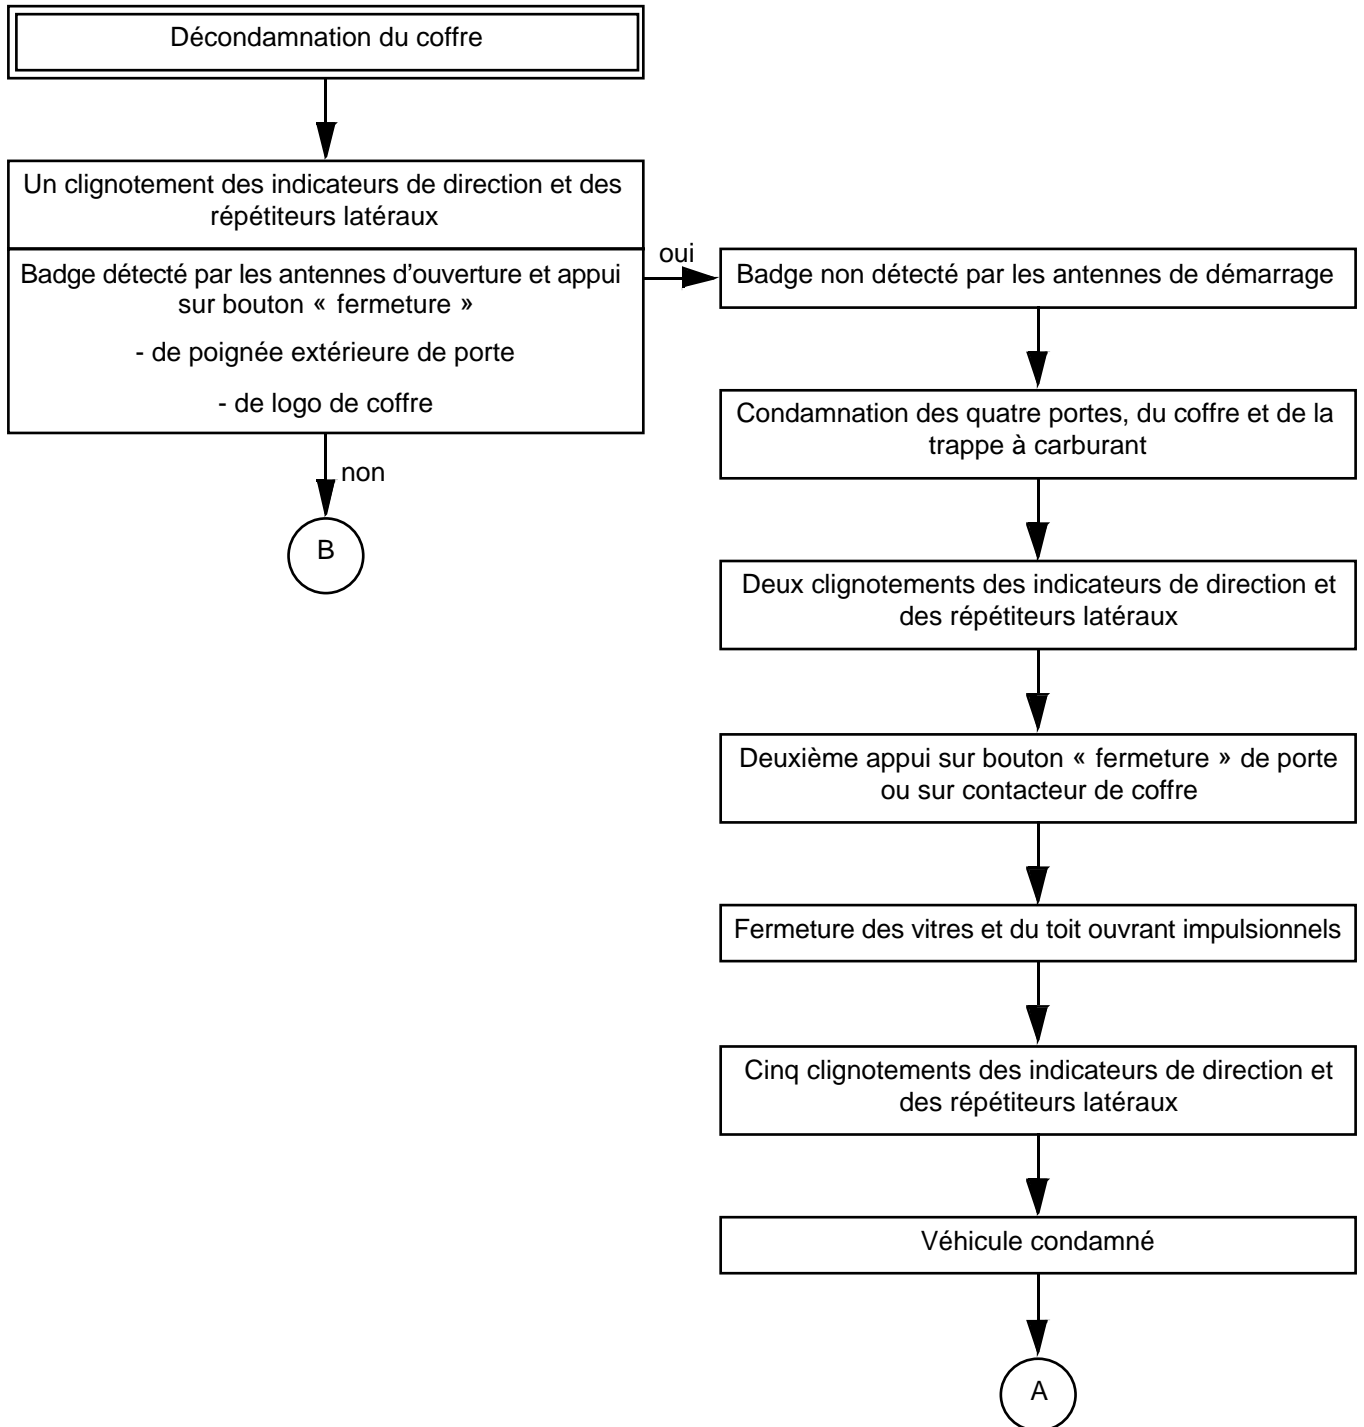 Décondamnation du coffre
Un clignotement des indicateurs de direction et des
répétiteurs latéraux
Badge détecté par les antennes d’ouverture et appui
sur bouton « fermeture »
- de poignée extérieure de porte
- de logo de coffre
non
B
oui
Badge non détecté par les antennes de démarrage
Condamnation des quatre portes, du coffre et de la
trappe à carburant
Deux clignotements des indicateurs de direction et
des répétiteurs latéraux
Deuxième appui sur bouton « fermeture » de porte
ou sur contacteur de coffre
Fermeture des vitres et du toit ouvrant impulsionnels
Cinq clignotements des indicateurs de direction et
des répétiteurs latéraux
Véhicule condamné
A